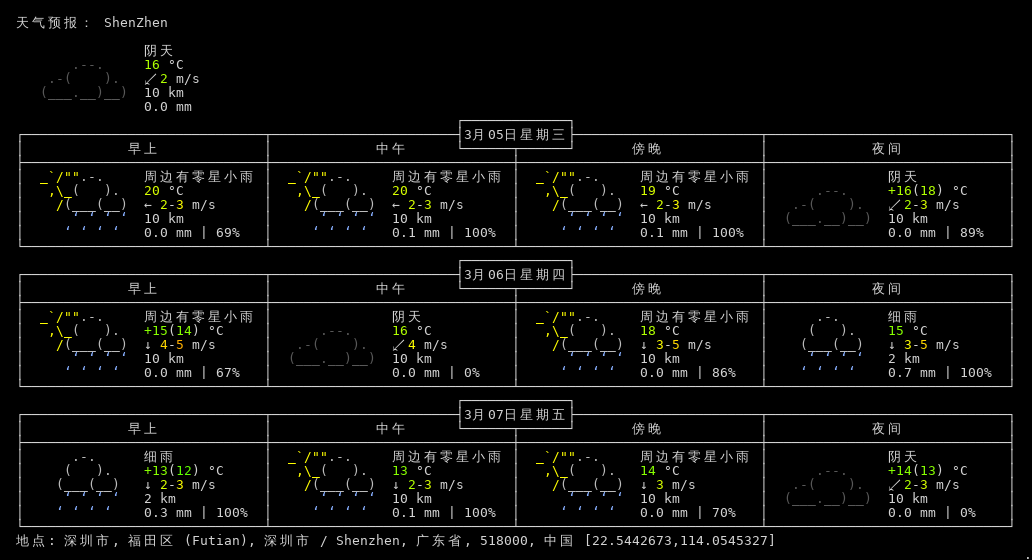 天气预报： ShenZhen
阴天
16 °C
↙2 m/s
10 km
0.0 mm
3月05日星期三
早上 中午 傍晚 夜间
周边有零星小雨 周边有零星小雨 周边有零星小雨 阴天
20 °C 20 °C 19 °C +16(18) °C
← 2-3 m/s ← 2-3 m/s ← 2-3 m/s ↙2-3 m/s
10 km 10 km 10 km 10 km
0.0 mm | 69% 0.1 mm | 100% 0.1 mm | 100% 0.0 mm | 89%
3月06日星期四
早上 中午 傍晚 夜间
周边有零星小雨 阴天 周边有零星小雨 细雨
+15(14) °C 16 °C 18 °C 15 °C
↓ 4-5 m/s ↙4 m/s ↓ 3-5 m/s ↓ 3-5 m/s
10 km 10 km 10 km 2 km
0.0 mm | 67% 0.0 mm | 0% 0.0 mm | 86% 0.7 mm | 100%
3月07日星期五
早上 中午 傍晚 夜间
细雨 周边有零星小雨 周边有零星小雨 阴天
+13(12) °C 13 °C 14 °C +14(13) °C
↓ 2-3 m/s ↓ 2-3 m/s ↓ 3 m/s ↙2-3 m/s
2 km 10 km 10 km 10 km
0.3 mm | 100% 0.1 mm | 100% 0.0 mm | 70% 0.0 mm | 0%
地点: 深圳市, 福田区 (Futian), 深圳市 / Shenzhen, 广东省, 518000, 中国 [22.5442673,114.0545327]